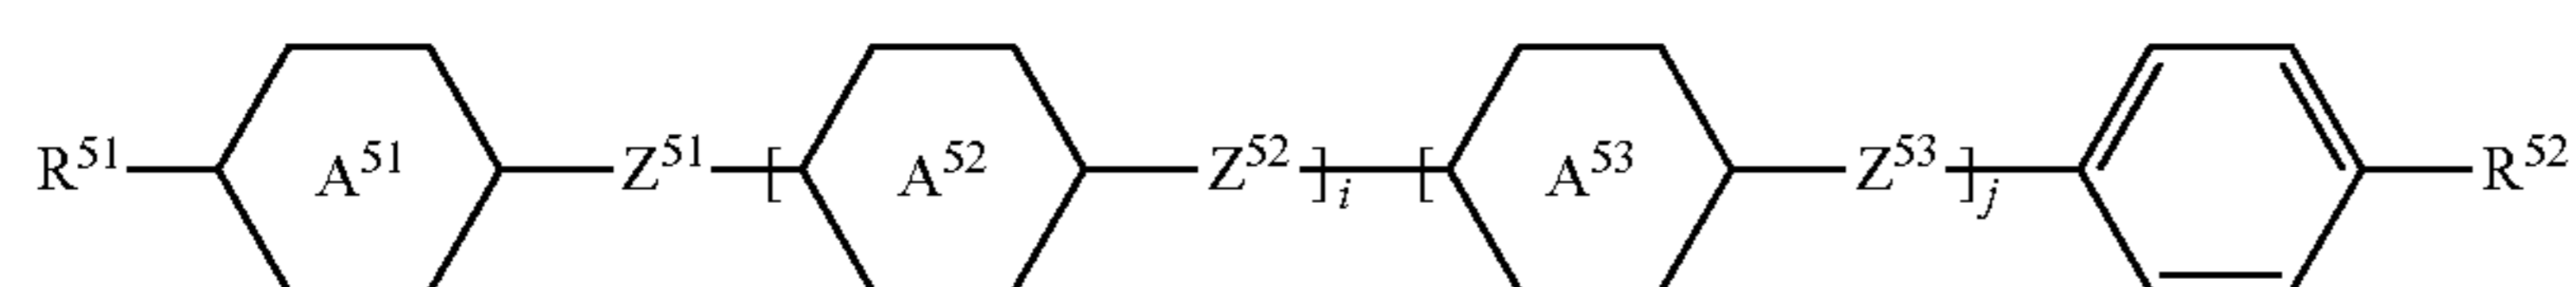 R⁵¹ A⁵¹ Z⁵¹ [ A⁵² Z⁵² ]ᵢ [ A⁵³ Z⁵³ ]ⱼ R⁵²